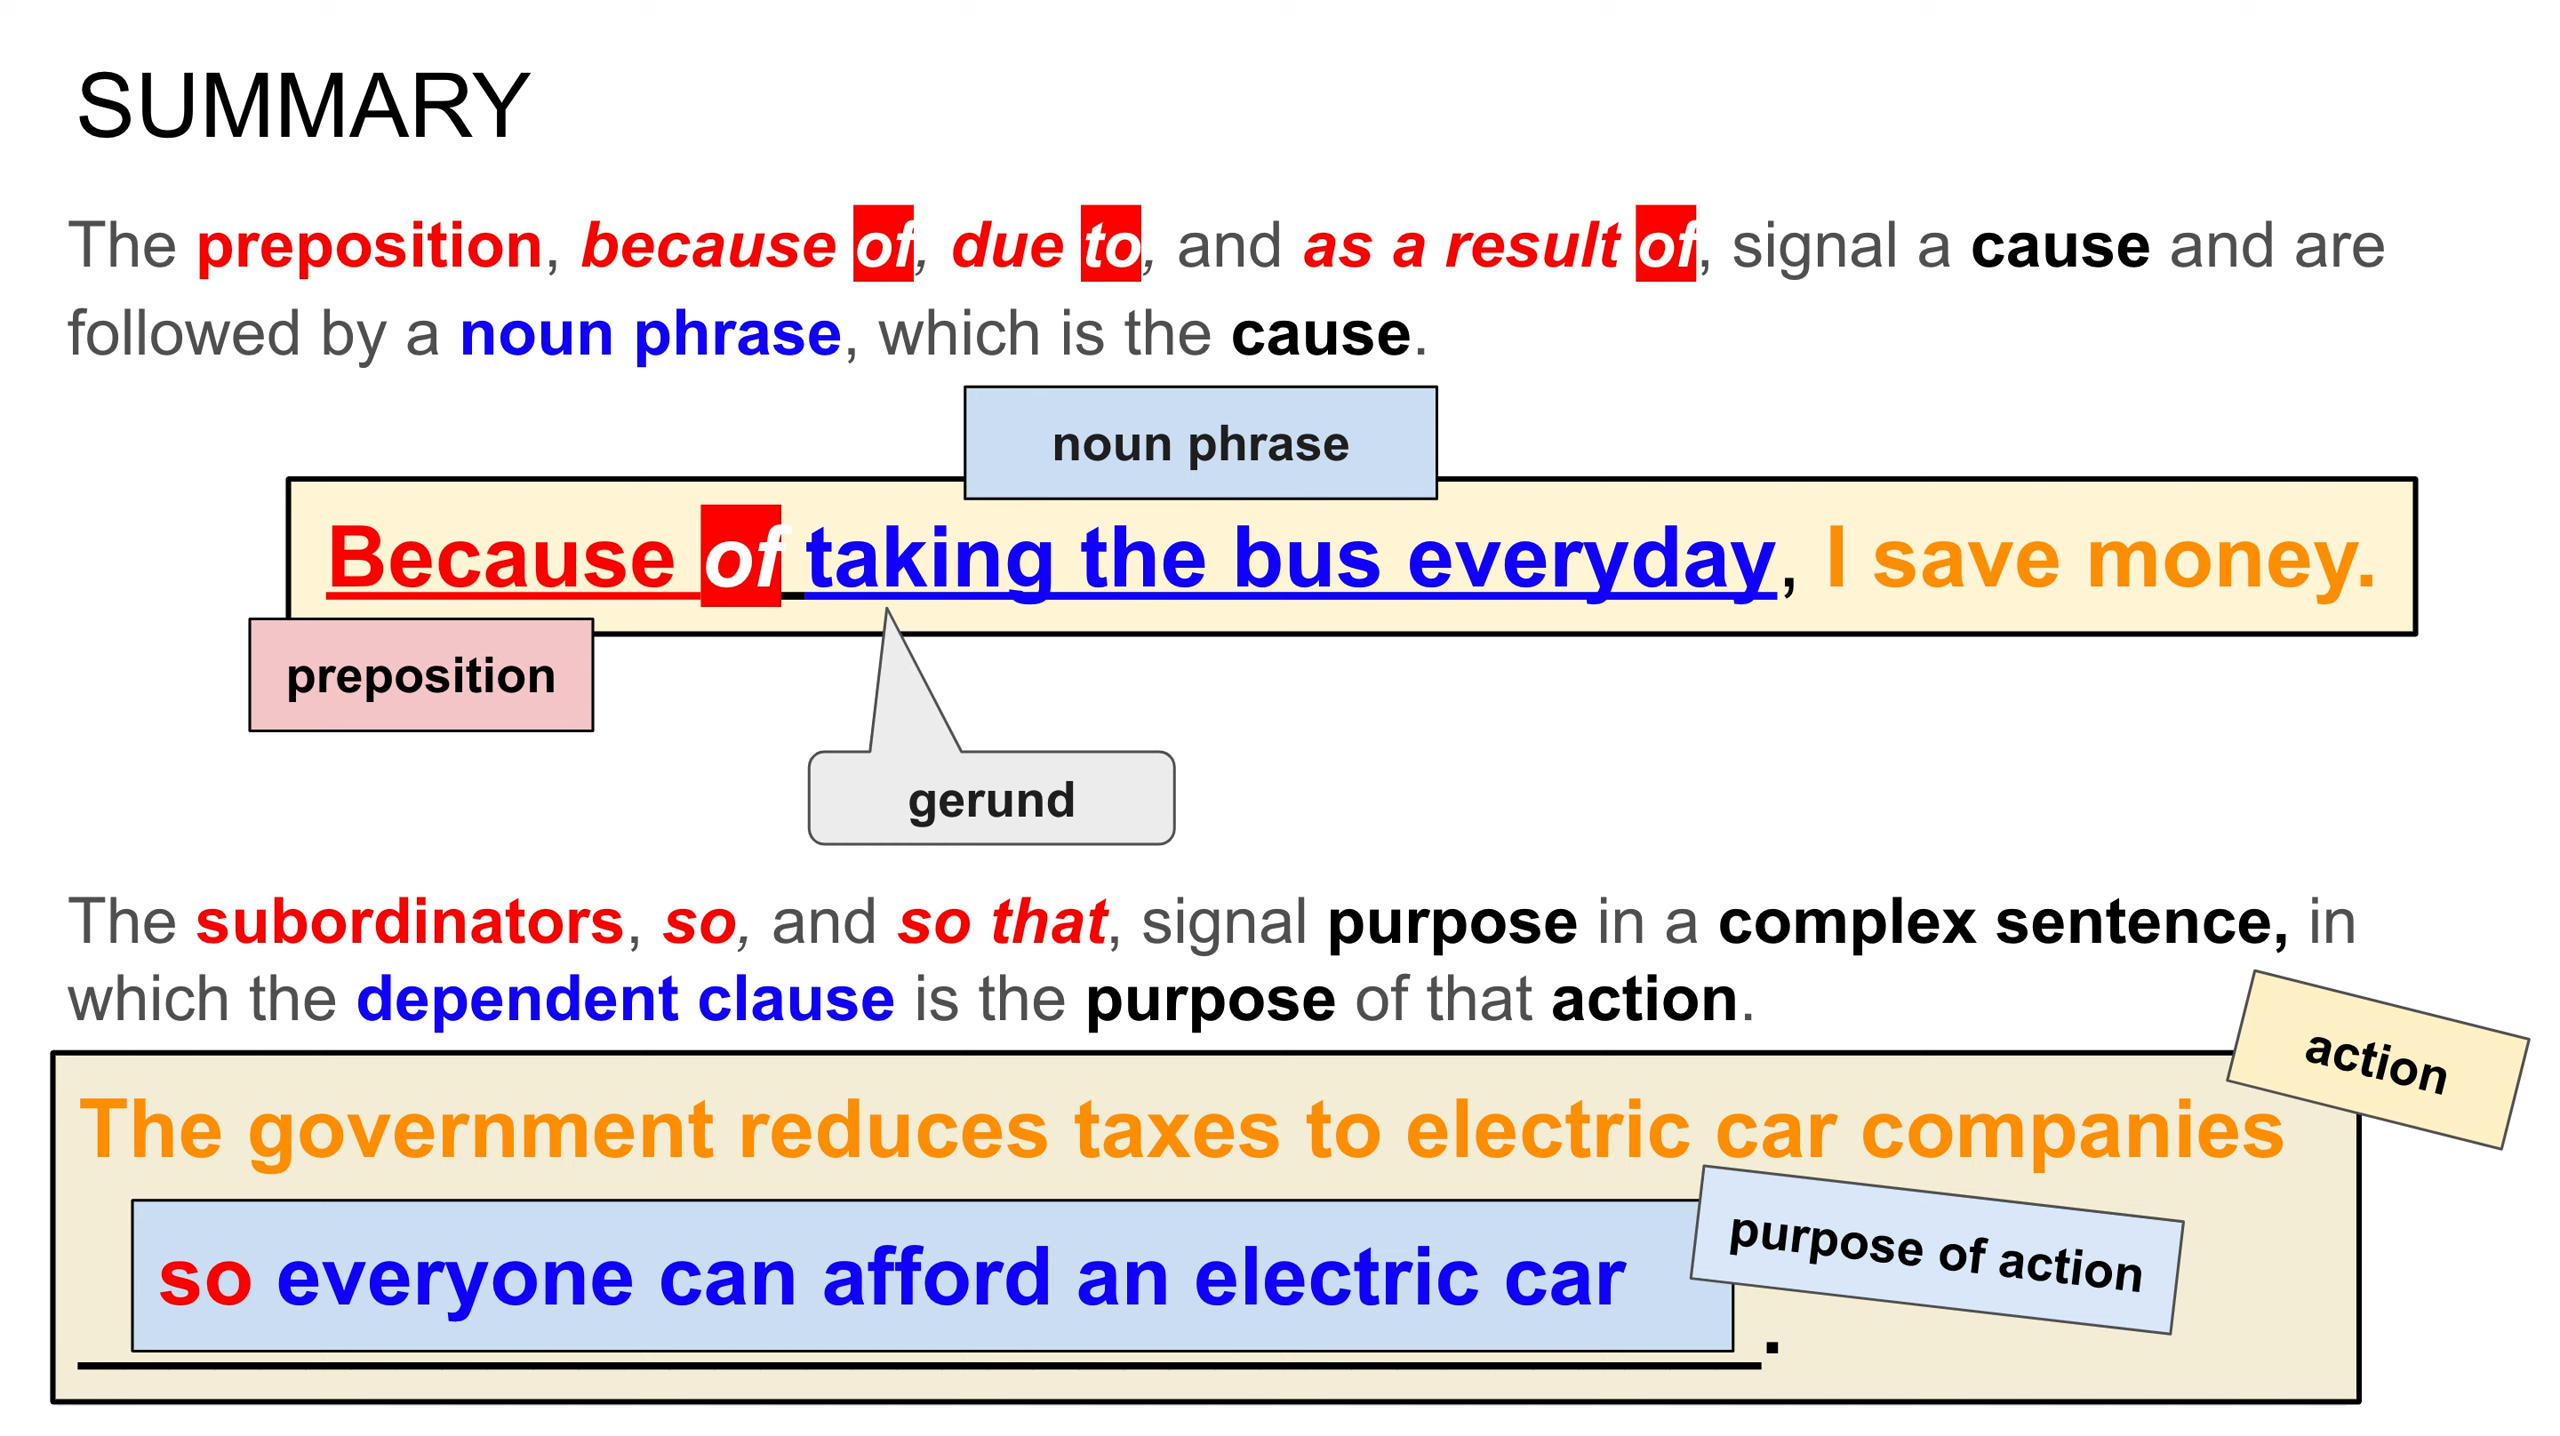 SUMMARY
The preposition, because of, due to, and as a result of, signal a cause and are
followed by a noun phrase, which is the cause.
noun phrase
Because of taking the bus everyday, I save money.
preposition
gerund
The subordinators, so, and so that, signal purpose in a complex sentence, in
which the dependent clause is the purpose of that action.
action
The government reduces taxes to electric car companies
purpose of action
so everyone can afford an electric car
.